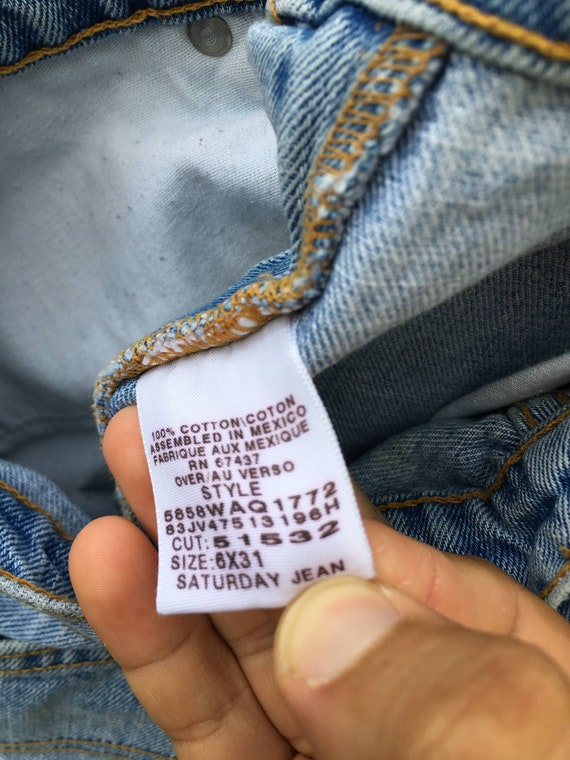 100% COTTON/COTON
ASSEMBLED IN MEXICO
FABRIQUE AUX MEXIQUE
RN 67437
OVER/AU VERSO
STYLE
5858WAQ1772
83JV47513196H
CUT:51532
SIZE:6X31
SATURDAY JEAN